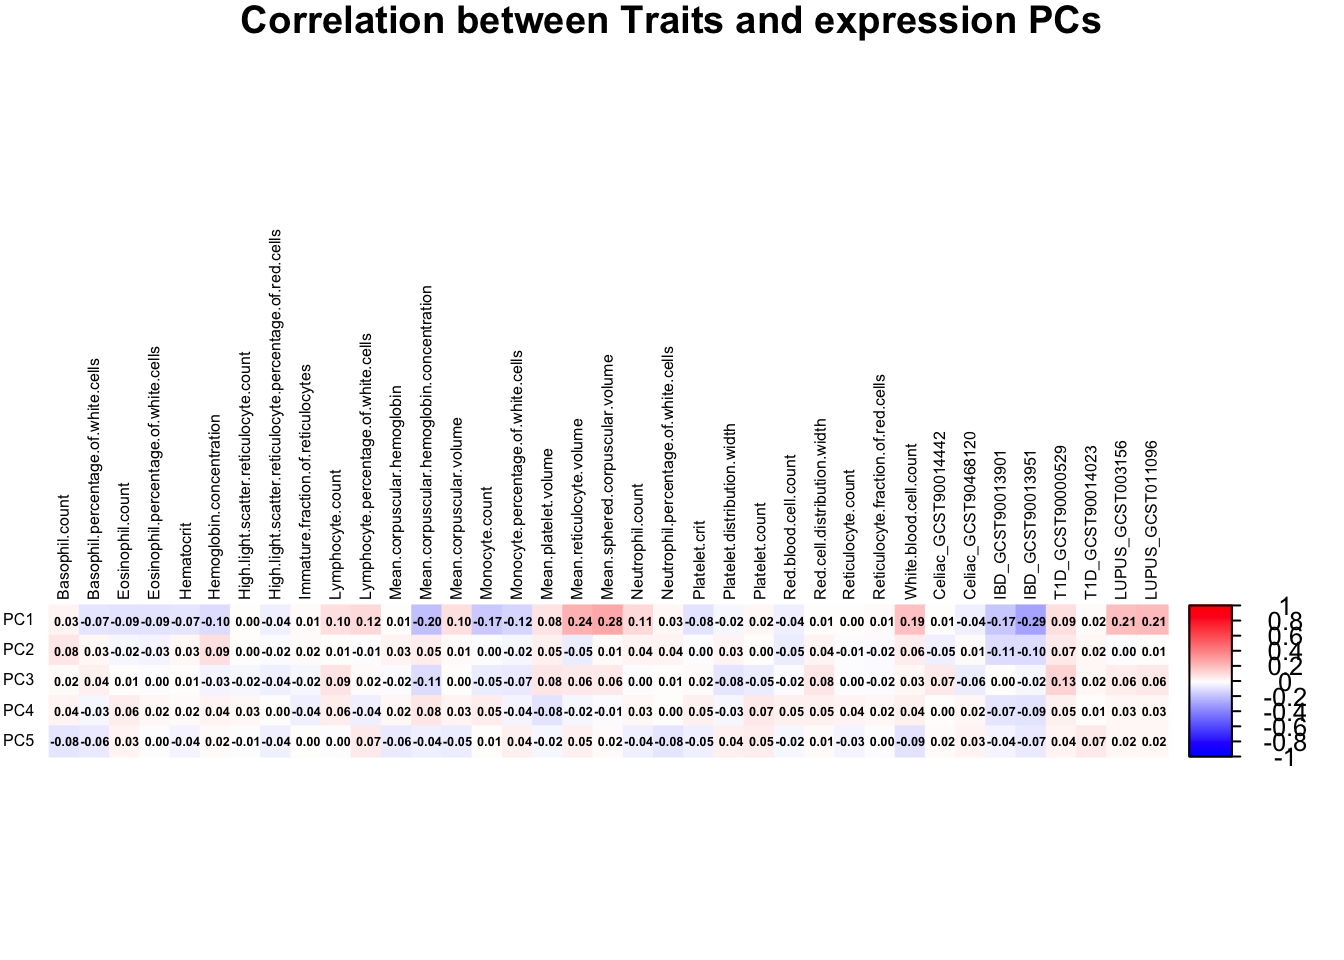 Correlation between Traits and expression PCs
Basophil.count
Basophil.percentage.of.white.cells
Eosinophil.count
Eosinophil.percentage.of.white.cells
Hematocrit
Hemoglobin.concentration
High.light.scatter.reticulocyte.count
High.light.scatter.reticulocyte.percentage.of.red.cells
Immature.fraction.of.reticulocytes
Lymphocyte.count
Lymphocyte.percentage.of.white.cells
Mean.corpuscular.hemoglobin
Mean.corpuscular.hemoglobin.concentration
Mean.corpuscular.volume
Monocyte.count
Monocyte.percentage.of.white.cells
Mean.platelet.volume
Mean.reticulocyte.volume
Mean.sphered.corpuscular.volume
Neutrophil.count
Neutrophil.percentage.of.white.cells
Platelet.crit
Platelet.distribution.width
Platelet.count
Red.blood.cell.count
Red.cell.distribution.width
Reticulocyte.count
Reticulocyte.fraction.of.red.cells
White.blood.cell.count
Celiac_GCST90014442
Celiac_GCST90468120
IBD_GCST90013901
IBD_GCST90013951
T1D_GCST90000529
T1D_GCST90014023
LUPUS_GCST003156
LUPUS_GCST011096
PC1 0.03 -0.07 -0.09 -0.09 -0.07 -0.10 0.00 -0.04 0.01 0.10 0.12 0.01 -0.20 0.10 -0.17 -0.12 0.08 0.24 0.28 0.11 0.03 -0.08 -0.02 0.02 -0.04 0.01 0.00 0.01 0.19 0.01 -0.04 -0.17 -0.29 0.09 0.02 0.21 0.21
PC2 0.08 0.03 -0.02 -0.03 0.03 0.09 0.00 -0.02 0.02 0.01 -0.01 0.03 0.05 0.01 0.00 -0.02 0.05 -0.05 0.01 0.04 0.04 0.00 0.03 0.00 -0.05 0.04 -0.01 -0.02 0.06 -0.05 0.01 -0.11 -0.10 0.07 0.02 0.00 0.01
PC3 0.02 0.04 0.01 0.00 0.01 -0.03 -0.02 -0.04 -0.02 0.09 0.02 -0.02 -0.11 0.00 -0.05 -0.07 0.08 0.06 0.06 0.00 0.01 0.02 -0.08 -0.05 -0.02 0.08 0.00 -0.02 0.03 0.07 -0.06 0.00 -0.02 0.13 0.02 0.06 0.06
PC4 0.04 -0.03 0.06 0.02 0.02 0.04 0.03 0.00 -0.04 0.06 -0.04 0.02 0.08 0.03 0.05 -0.04 -0.08 -0.02 -0.01 0.03 0.00 0.05 -0.03 0.07 0.05 0.05 0.04 0.02 0.04 0.00 0.02 -0.07 -0.09 0.05 0.01 0.03 0.03
PC5 -0.08 -0.06 0.03 0.00 -0.04 0.02 -0.01 -0.04 0.00 0.00 0.07 -0.06 -0.04 -0.05 0.01 0.04 -0.02 0.05 0.02 -0.04 -0.08 -0.05 0.04 0.05 -0.02 0.01 -0.03 0.00 -0.09 0.02 0.03 -0.04 -0.07 0.04 0.07 0.02 0.02
1
0.8
0.6
0.4
0.2
0
-0.2
-0.4
-0.6
-0.8
-1